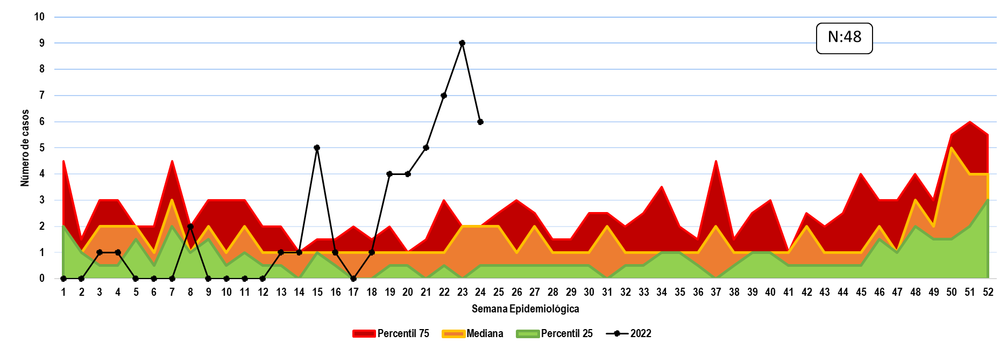 N:48
10
9
8
7
6
5
4
3
2
1
0
Número de casos
1 2 3 4 5 6 7 8 9 10 11 12 13 14 15 16 17 18 19 20 21 22 23 24 25 26 27 28 29 30 31 32 33 34 35 36 37 38 39 40 41 42 43 44 45 46 47 48 49 50 51 52
Semana Epidemiológica
Percentil 75 Mediana Percentil 25 2022